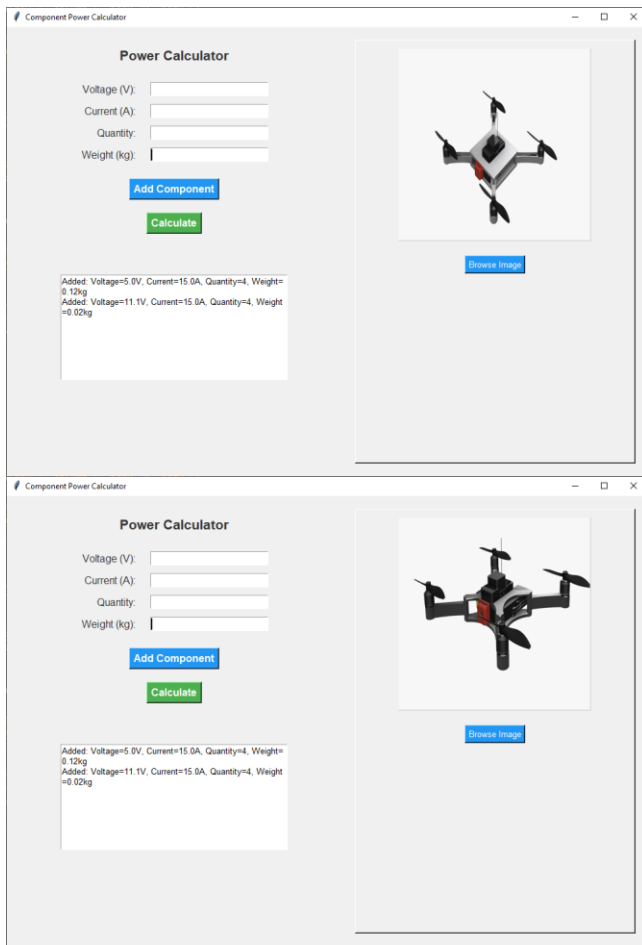 Component Power Calculator
Power Calculator
Voltage (V):
Current (A):
Quantity:
Weight (kg):
Add Component
Calculate
Added: Voltage=5.0V, Current=15.0A, Quantity=4, Weight=
0.12kg
Added: Voltage=11.1V, Current=15.0A, Quantity=4, Weight
=0.02kg
Browse Image
Component Power Calculator
Power Calculator
Voltage (V):
Current (A):
Quantity:
Weight (kg):
Add Component
Calculate
Added: Voltage=5.0V, Current=15.0A, Quantity=4, Weight=
0.12kg
Added: Voltage=11.1V, Current=15.0A, Quantity=4, Weight
=0.02kg
Browse Image